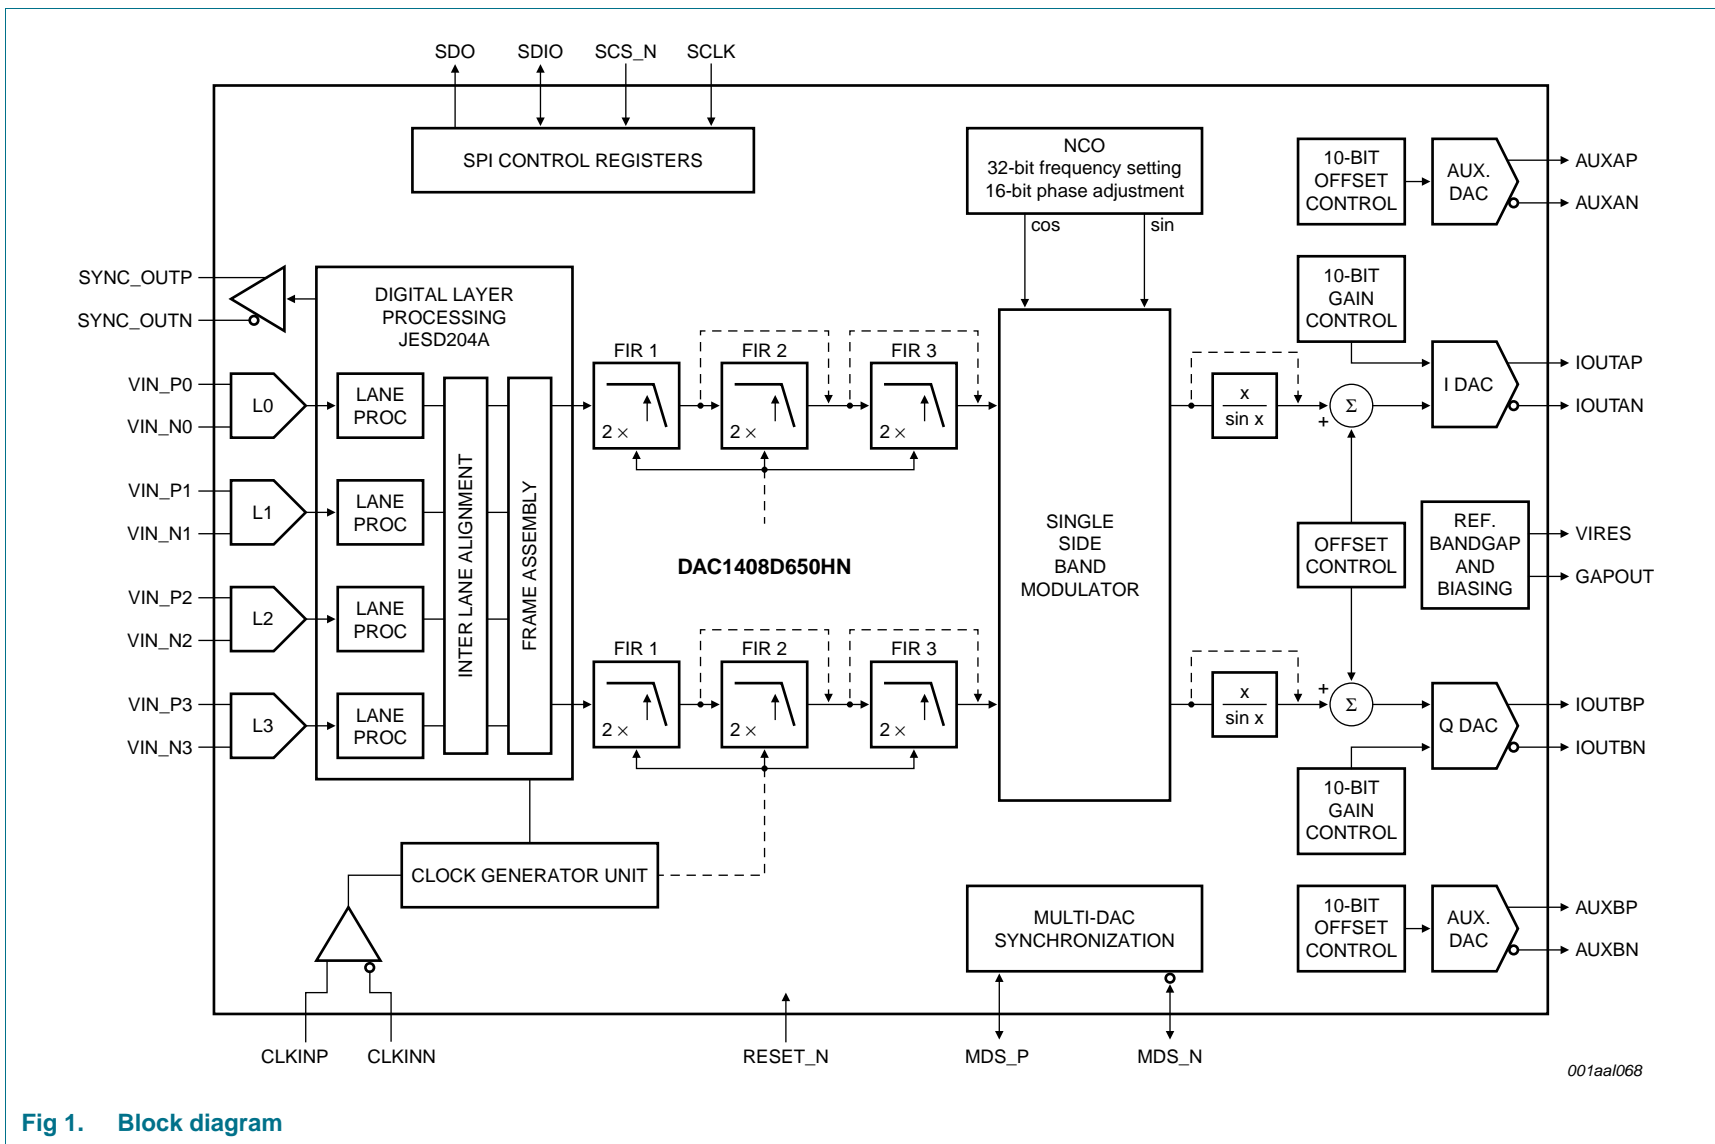 SDO
SDIO
SCS_N
SCLK
SPI CONTROL REGISTERS
NCO
32-bit frequency setting
16-bit phase adjustment
cos
sin
10-BIT
OFFSET
CONTROL
AUX.
DAC
AUXAP
AUXAN
SYNC_OUTP
SYNC_OUTN
DIGITAL LAYER
PROCESSING
JESD204A
10-BIT
GAIN
CONTROL
VIN_P0
VIN_N0
L0
LANE
PROC
FIR 1
2 ×
FIR 2
2 ×
FIR 3
2 ×
x
sin x
+
Σ
I DAC
IOUTAP
IOUTAN
VIN_P1
VIN_N1
L1
LANE
PROC
INTER LANE ALIGNMENT
FRAME ASSEMBLY
DAC1408D650HN
SINGLE
SIDE
BAND
MODULATOR
OFFSET
CONTROL
REF.
BANDGAP
AND
BIASING
VIRES
GAPOUT
VIN_P2
VIN_N2
L2
LANE
PROC
VIN_P3
VIN_N3
L3
LANE
PROC
FIR 1
2 ×
FIR 2
2 ×
FIR 3
2 ×
x
sin x
+
Σ
Q DAC
IOUTBP
IOUTBN
10-BIT
GAIN
CONTROL
CLOCK GENERATOR UNIT
MULTI-DAC
SYNCHRONIZATION
10-BIT
OFFSET
CONTROL
AUX.
DAC
AUXBP
AUXBN
CLKINP
CLKINN
RESET_N
MDS_P
MDS_N
001aal068
Fig 1. Block diagram